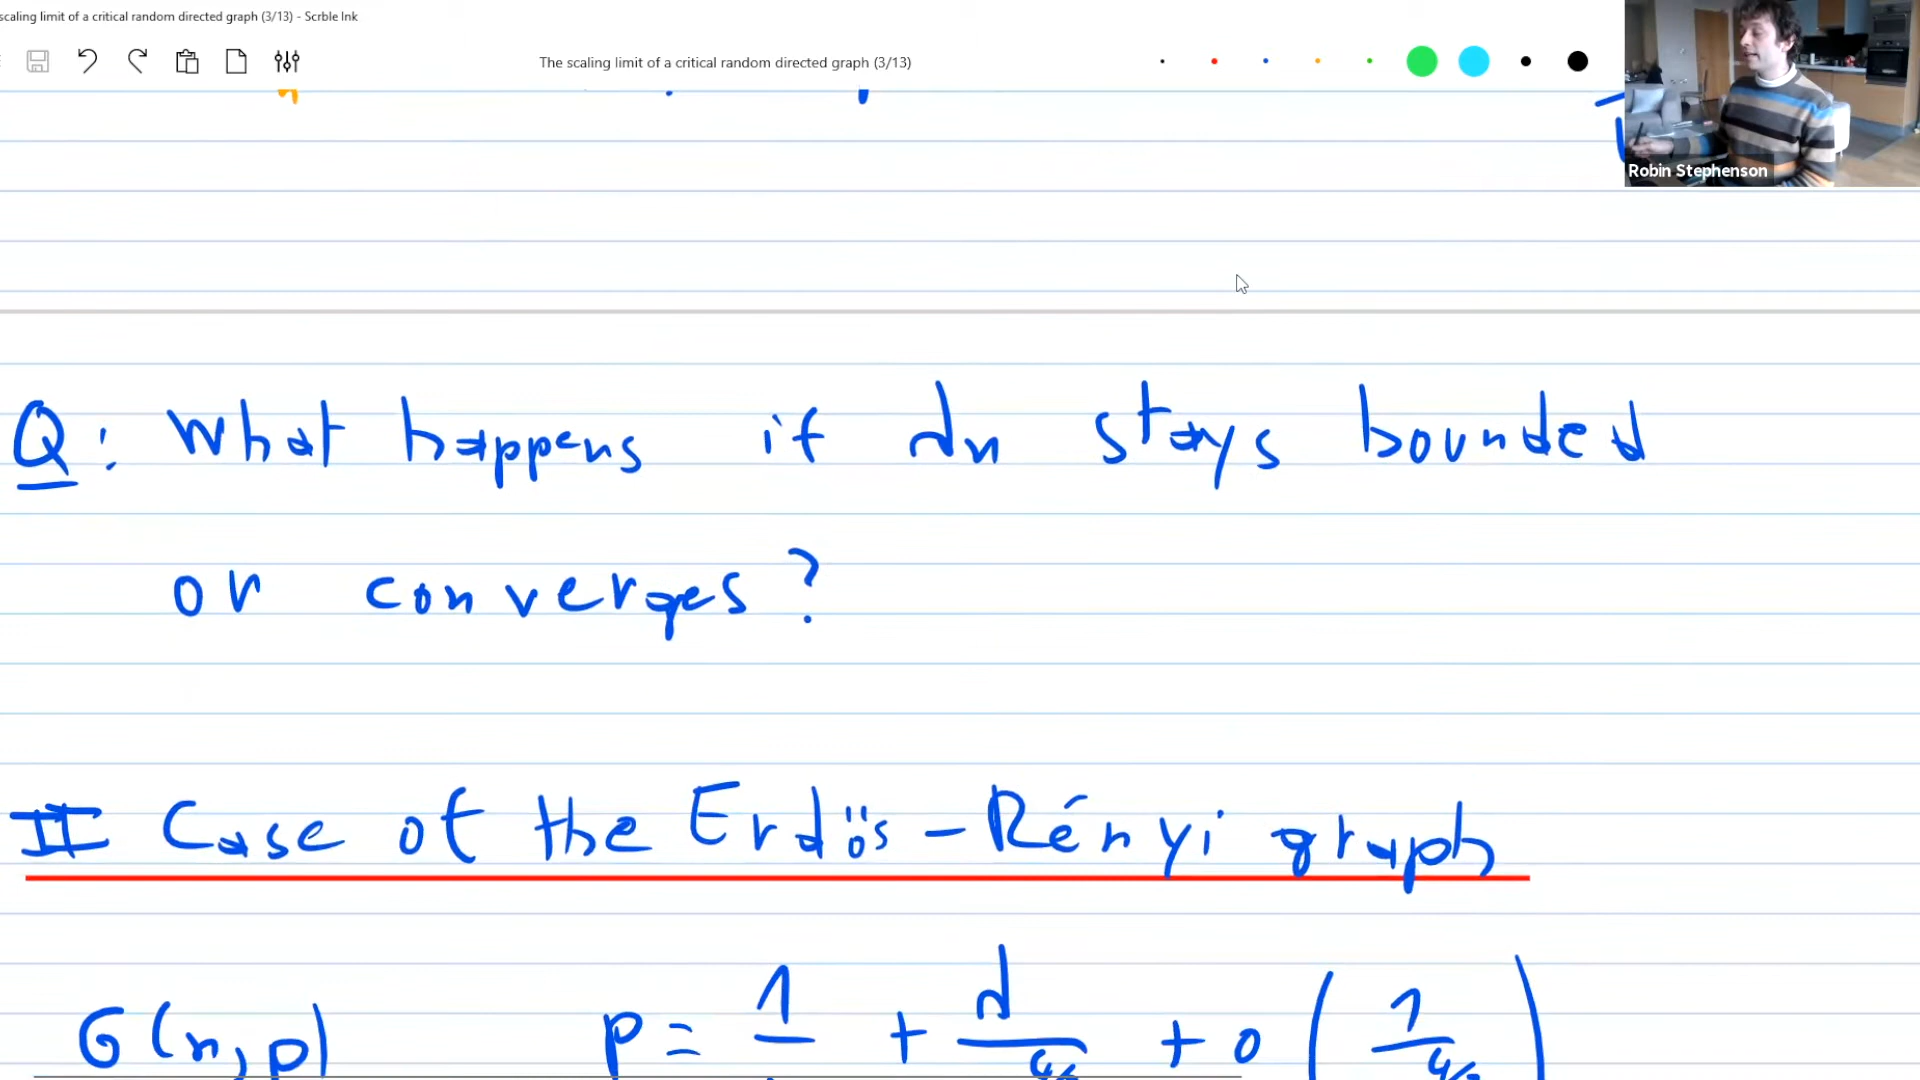 scaling limit of a critical random directed graph (3/13) - Scrble Ink
The scaling limit of a critical random directed graph (3/13)
Robin Stephenson
Q: What happens if λn stays bounded
or converges?
II Case of the Erdös-Rényi graph
G(n,p) p = 1 + λ + o (1